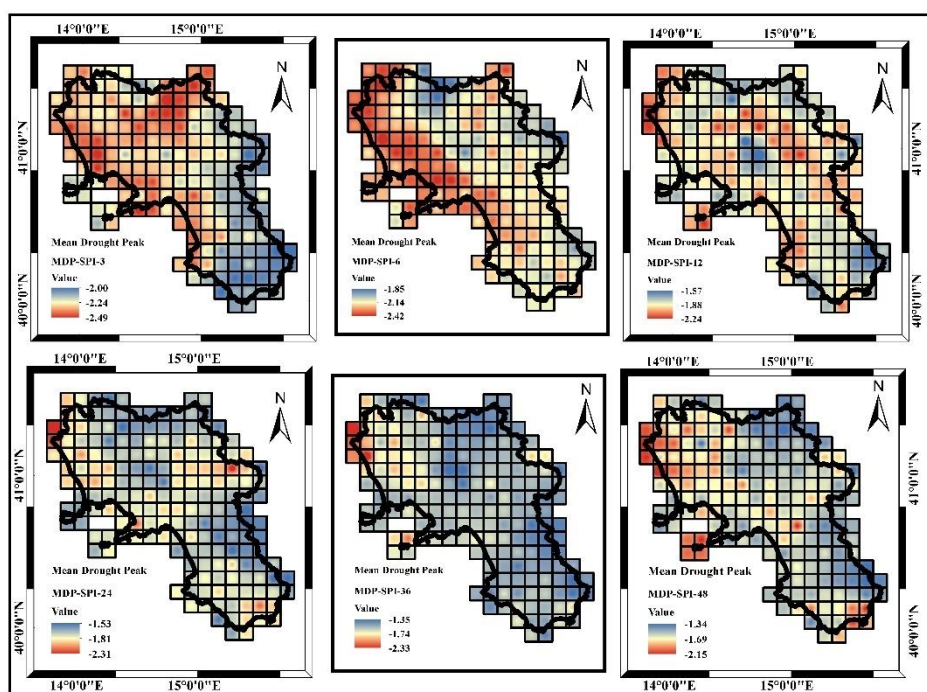 14°0'0"E 15°0'0"E
N N N
41°0'0"N 41°0'0"N
40°0'0"N 40°0'0"N
Mean Drought Peak
MDP-SPI-3
Value
-2.00
-2.24
-2.49
Mean Drought Peak
MDP-SPI-6
Value
-1.85
-2.14
-2.42
Mean Drought Peak
MDP-SPI-12
Value
-1.57
-1.88
-2.24
14°0'0"E 15°0'0"E 14°0'0"E 15°0'0"E
N N N
41°0'0"N 41°0'0"N
40°0'0"N 40°0'0"N
Mean Drought Peak
MDP-SPI-24
Value
-1.53
-1.81
-2.31
Mean Drought Peak
MDP-SPI-36
Value
-1.35
-1.74
-2.33
Mean Drought Peak
MDP-SPI-48
Value
-1.34
-1.69
-2.15
14°0'0"E 15°0'0"E 14°0'0"E 15°0'0"E